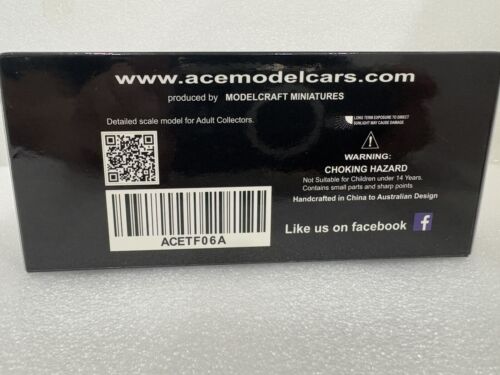 www.acemodelcars.com
produced by MODELCRAFT MINIATURES
Detailed scale model for Adult Collectors.
LONG TERM EXPOSURE TO DIRECT
SUNLIGHT MAY CAUSE DAMAGE
WARNING:
CHOKING HAZARD
Not Suitable for Children under 14 Years.
Contains small parts and sharp points
Handcrafted in China to Australian Design
ACETF06A
Like us on facebook f